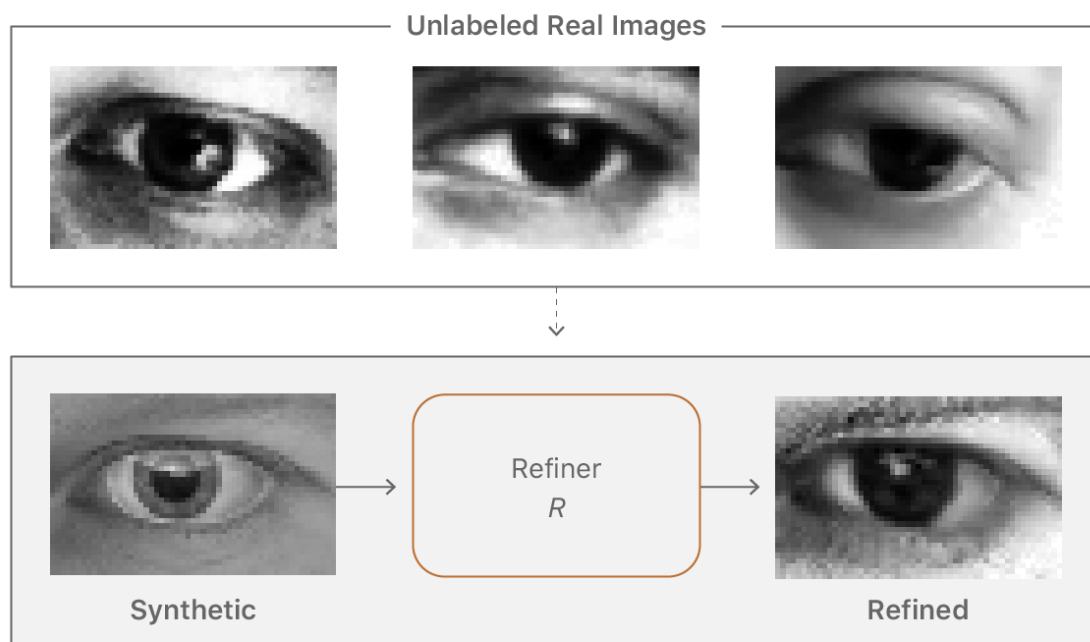 Unlabeled Real Images
Refiner
R
Synthetic
Refined